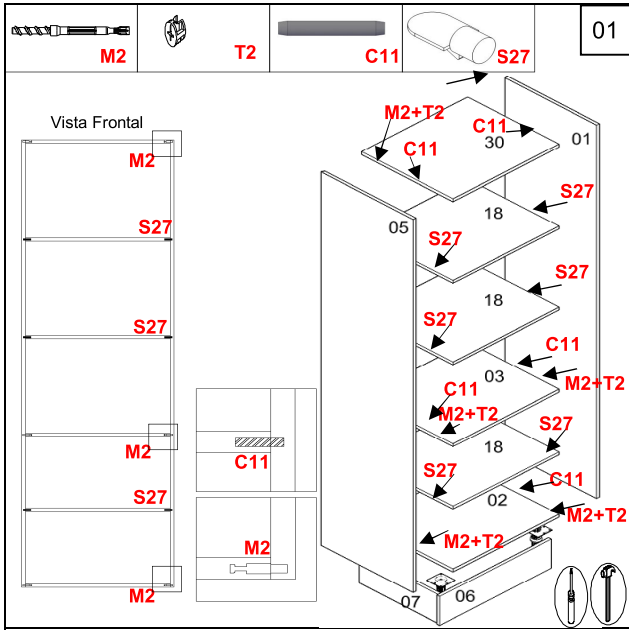 M2
T2
C11
S27
01
Vista Frontal
M2
S27
S27
M2
S27
M2
C11
M2
M2+T2
C11
30
01
C11
S27
18
05
S27
S27
18
S27
C11
03
M2+T2
C11
M2+T2
S27
18
S27
C11
02
M2+T2
M2+T2
07
06